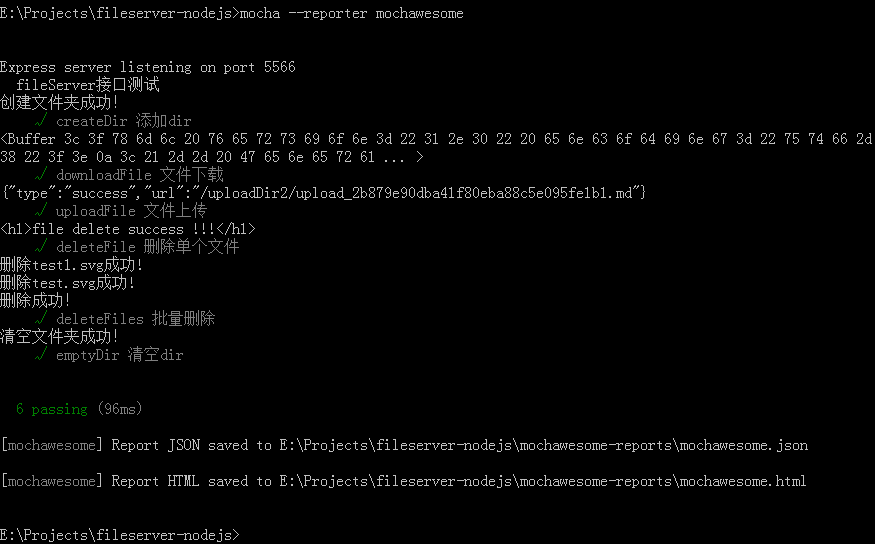 E:\Projects\fileserver-nodejs>mocha --reporter mochawesome
Express server listening on port 5566
fileServer接口测试
创建文件夹成功!
√ createDir 添加dir
<Buffer 3c 3f 78 6d 6c 20 76 65 72 73 69 6f 6e 3d 22 31 2e 30 22 20 65 6e 63 6f 64 69 6e 67 3d 22 75 74 66 2d
38 22 3f 3e 0a 3c 21 2d 2d 20 47 65 6e 65 72 61 ... >
√ downloadFile 文件下载
{"type":"success","url":"/uploadDir2/upload_2b879e90dba41f80eba88c5e095fe1b1.md"}
√ uploadFile 文件上传
<h1>file delete success !!!</h1>
√ deleteFile 删除单个文件
删除test1.svg成功!
删除test.svg成功!
删除成功!
√ deleteFiles 批量删除
清空文件夹成功!
√ emptyDir 清空dir
6 passing (96ms)
[mochawesome] Report JSON saved to E:\Projects\fileserver-nodejs\mochawesome-reports\mochawesome.json
[mochawesome] Report HTML saved to E:\Projects\fileserver-nodejs\mochawesome-reports\mochawesome.html
E:\Projects\fileserver-nodejs>